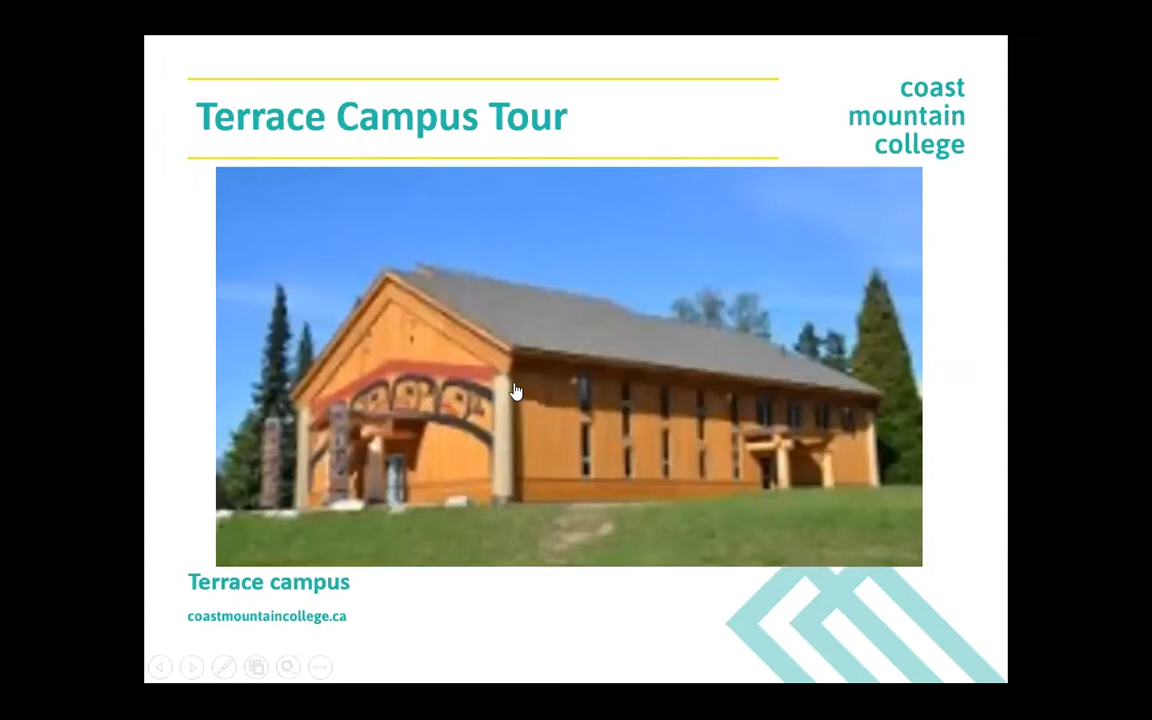 Terrace Campus Tour
coast
mountain
college
Terrace campus
coastmountaincollege.ca